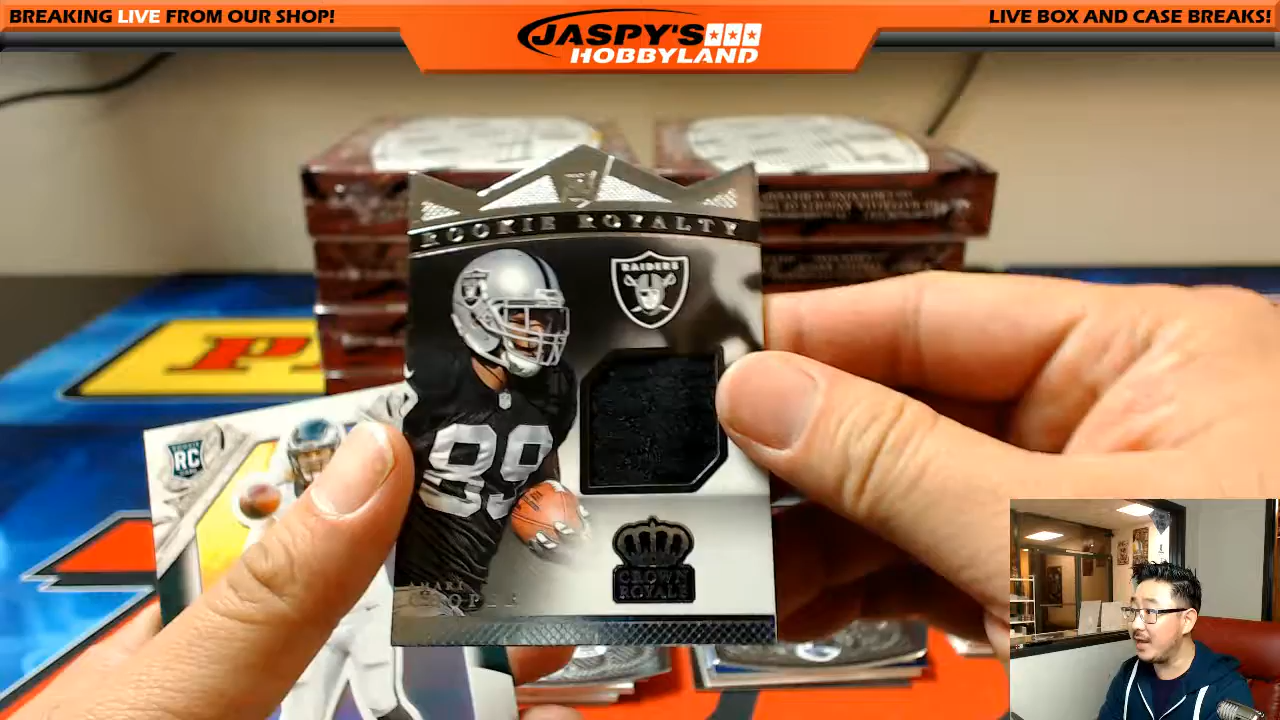 BREAKING LIVE FROM OUR SHOP!
JASPY'S
HOBBYLAND
LIVE BOX AND CASE BREAKS!
ROOKIE ROYALTY
RAIDERS
89
RC
CROWN
ROYALE